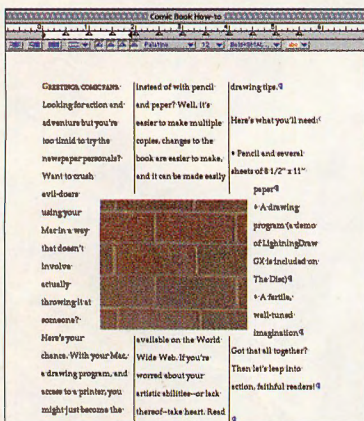 Comic Book How-to
Palatino
12
GREETINGS, COMIC FANS.
Looking for action and
adventure but you're
too timid to try the
newspaper personals?
Want to crush
evil-doers
using your
Mac in a way
that doesn't
involve
actually
throwing it at
someone?
Here's your
chance. With your Mac,
a drawing program, and
access to a printer, you
might just become the
instead of with pencil
and paper? Well, it's
easier to make multiple
copies, changes to the
book are easier to make,
and it can be made easily
available on the World
Wide Web. If you're
worried about your
artistic abilities—or lack
thereof—take heart. Read
drawing tips.¶
Here's what you'll need:
• Pencil and several
sheets of 8 1/2" x 11"
paper¶
• A drawing
program (a demo
of LightningDraw
GX is included on
The Disc)¶
• A fertile,
well-tuned
imagination¶
Got that all together?
Then let's leap into
action, faithful readers!¶
¶